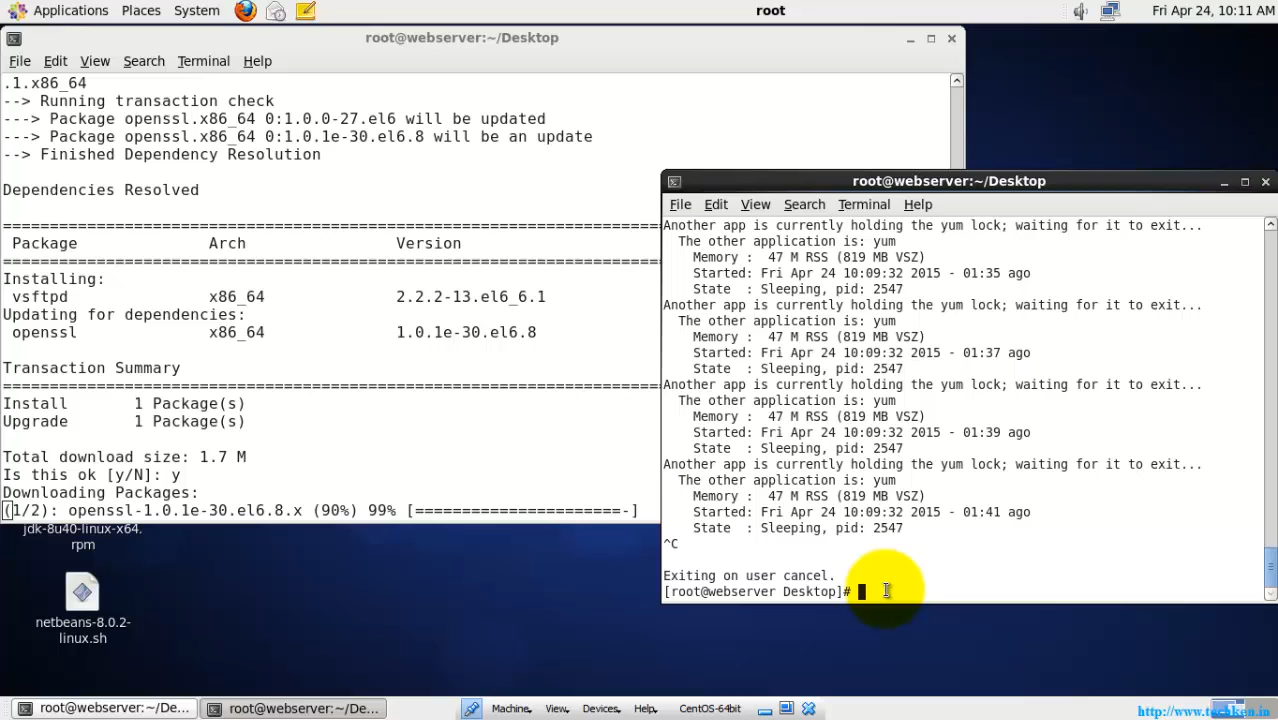 Applications Places System root Fri Apr 24, 10:11 AM
root@webserver:~/Desktop
File Edit View Search Terminal Help
.1.x86_64
--> Running transaction check
---> Package openssl.x86_64 0:1.0.0-27.el6 will be updated
---> Package openssl.x86_64 0:1.0.1e-30.el6.8 will be an update
--> Finished Dependency Resolution
Dependencies Resolved
================================================================
Package Arch Version
================================================================
Installing:
vsftpd x86_64 2.2.2-13.el6_6.1
Updating for dependencies:
openssl x86_64 1.0.1e-30.el6.8
Transaction Summary
================================================================
Install 1 Package(s)
Upgrade 1 Package(s)
Total download size: 1.7 M
Is this ok [y/N]: y
Downloading Packages:
(1/2): openssl-1.0.1e-30.el6.8.x (90%) 99% [======================-]
root@webserver:~/Desktop
File Edit View Search Terminal Help
Another app is currently holding the yum lock; waiting for it to exit...
The other application is: yum
Memory : 47 M RSS (819 MB VSZ)
Started: Fri Apr 24 10:09:32 2015 - 01:35 ago
State : Sleeping, pid: 2547
Another app is currently holding the yum lock; waiting for it to exit...
The other application is: yum
Memory : 47 M RSS (819 MB VSZ)
Started: Fri Apr 24 10:09:32 2015 - 01:37 ago
State : Sleeping, pid: 2547
Another app is currently holding the yum lock; waiting for it to exit...
The other application is: yum
Memory : 47 M RSS (819 MB VSZ)
Started: Fri Apr 24 10:09:32 2015 - 01:39 ago
State : Sleeping, pid: 2547
Another app is currently holding the yum lock; waiting for it to exit...
The other application is: yum
Memory : 47 M RSS (819 MB VSZ)
Started: Fri Apr 24 10:09:32 2015 - 01:41 ago
State : Sleeping, pid: 2547
^C
Exiting on user cancel.
[root@webserver Desktop]#
jdk-8u40-linux-x64.
rpm
netbeans-8.0.2-
linux.sh
root@webserver:~/De... root@webserver:~/De... Machine View Devices Help CentOS-64bit
http://www.techken.in